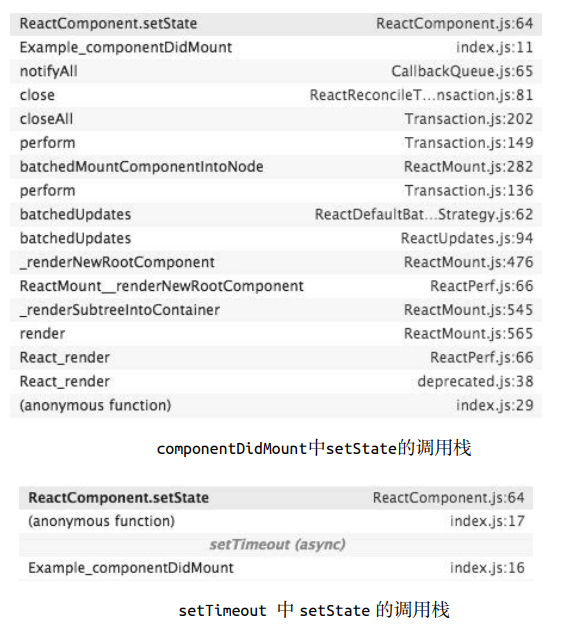 ReactComponent.setState ReactComponent.js:64
Example_componentDidMount index.js:11
notifyAll CallbackQueue.js:65
close ReactReconcileT...nsaction.js:81
closeAll Transaction.js:202
perform Transaction.js:149
batchedMountComponentIntoNode ReactMount.js:282
perform Transaction.js:136
batchedUpdates ReactDefaultBat...Strategy.js:62
batchedUpdates ReactUpdates.js:94
_renderNewRootComponent ReactMount.js:476
ReactMount__renderNewRootComponent ReactPerf.js:66
_renderSubtreeIntoContainer ReactMount.js:545
render ReactMount.js:565
React_render ReactPerf.js:66
React_render deprecated.js:38
(anonymous function) index.js:29
componentDidMount中setState的调用栈
ReactComponent.setState ReactComponent.js:64
(anonymous function) index.js:17
setTimeout (async)
Example_componentDidMount index.js:16
setTimeout 中 setState 的调用栈